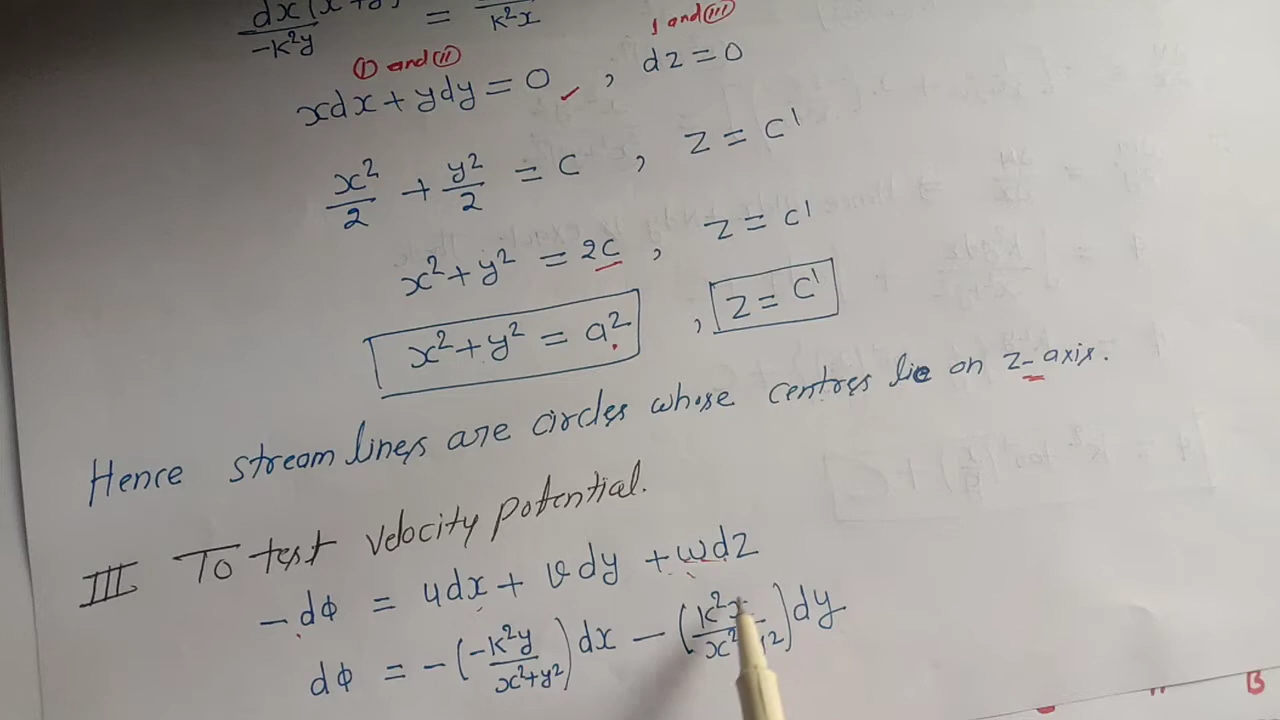 dx(x²+y²)/-k²y = /k²x
① and ⑪ I and ⑪
xdx + ydy = 0 , dz = 0
x²/2 + y²/2 = C , z = C'
x² + y² = 2C , z = C'
x² + y² = a² , z = C'
Hence stream lines are circles whose centres lie on z-axis.
III To test velocity potential.
-dφ = udx + vdy + wdz
dφ = -(-k²y/x²+y²)dx - (k²x/x² y2)dy
B